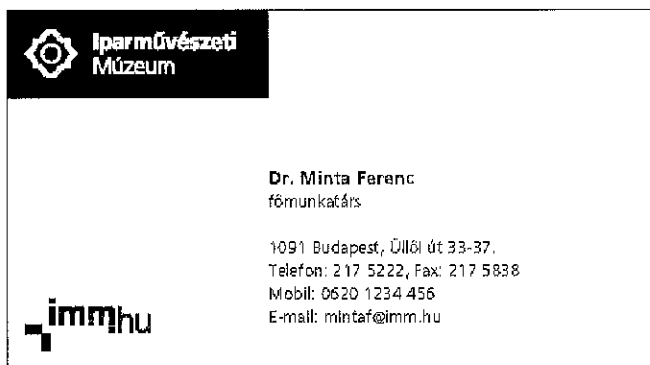 Iparművészeti
Múzeum
Dr. Minta Ferenc
főmunkatárs
1091 Budapest, Üllői út 33-37.
Telefon: 217 5222, Fax: 217 5838
Mobil: 0620 1234 456
E-mail: mintaf@imm.hu
imm.hu